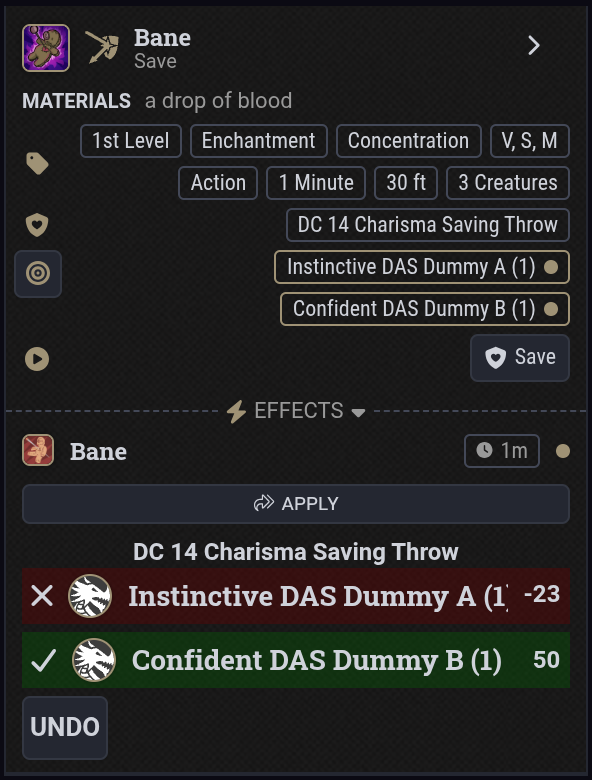 Bane
Save
MATERIALS a drop of blood
1st Level Enchantment Concentration V, S, M
Action 1 Minute 30 ft 3 Creatures
DC 14 Charisma Saving Throw
Instinctive DAS Dummy A (1)
Confident DAS Dummy B (1)
Save
EFFECTS
Bane 1m
APPLY
DC 14 Charisma Saving Throw
Instinctive DAS Dummy A (1) -23
Confident DAS Dummy B (1) 50
UNDO